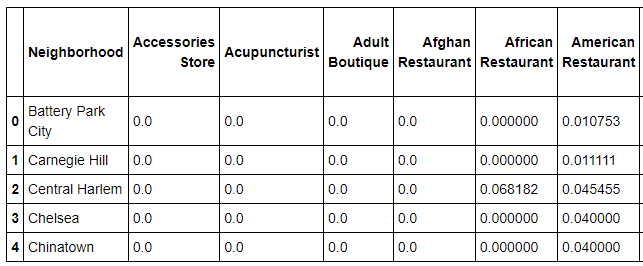 Neighborhood Accessories Store Acupuncturist Adult Boutique Afghan Restaurant African Restaurant American Restaurant
0 Battery Park City 0.0 0.0 0.0 0.0 0.000000 0.010753
1 Carnegie Hill 0.0 0.0 0.0 0.0 0.000000 0.011111
2 Central Harlem 0.0 0.0 0.0 0.0 0.068182 0.045455
3 Chelsea 0.0 0.0 0.0 0.0 0.000000 0.040000
4 Chinatown 0.0 0.0 0.0 0.0 0.000000 0.040000